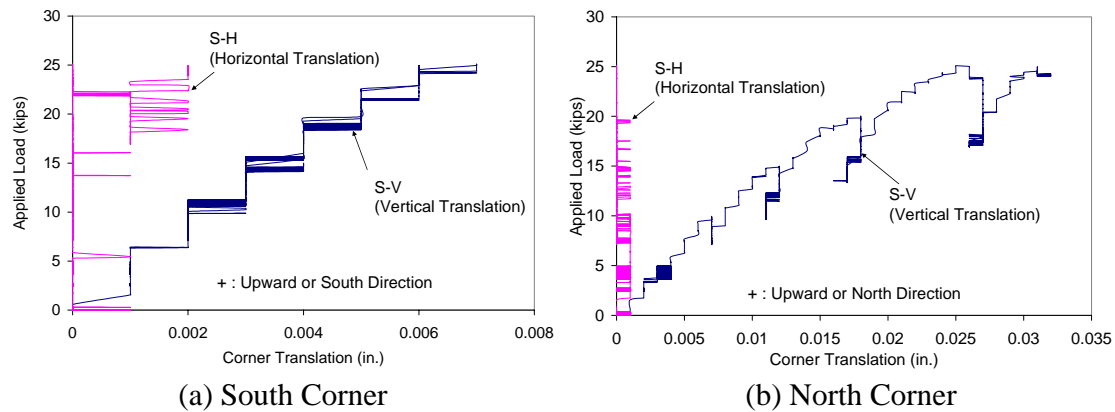 30
25
20
15
10
5
0
Applied Load (kips)
S-H
(Horizontal Translation)
S-V
(Vertical Translation)
+ : Upward or South Direction
0 0.002 0.004 0.006 0.008
Corner Translation (in.)
(a) South Corner
30
25
20
15
10
5
0
Applied Load (kips)
S-H
(Horizontal Translation)
S-V
(Vertical Translation)
+ : Upward or North Direction
0 0.005 0.01 0.015 0.02 0.025 0.03 0.035
Corner Translation (in.)
(b) North Corner